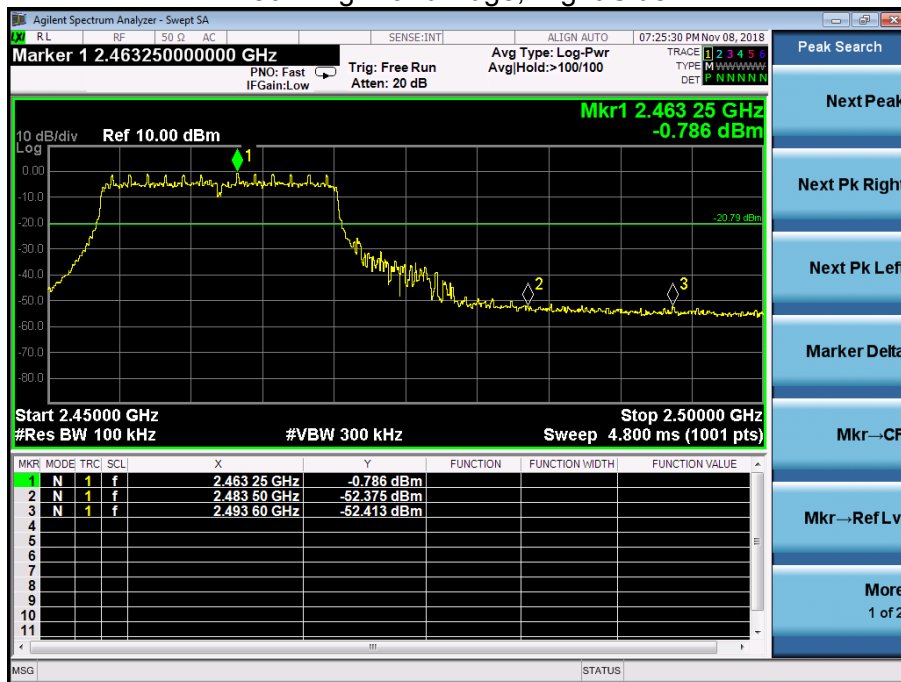 Agilent Spectrum Analyzer - Swept SA
LXI RL RF 50 Ω AC SENSE:INT ALIGN AUTO 07:25:30 PM Nov 08, 2018
Marker 1 2.463250000000 GHz
PNO: Fast
IFGain:Low
Trig: Free Run
Atten: 20 dB
Avg Type: Log-Pwr
Avg|Hold:>100/100
TRACE 1 2 3 4 5 6
TYPE M WWWWW
DET P N N N N N
Peak Search
Mkr1 2.463 25 GHz
-0.786 dBm
10 dB/div Ref 10.00 dBm
Log
0.00
-10.0
-20.0
-30.0
-40.0
-50.0
-60.0
-70.0
-80.0
1
-20.79 dBm
2
3
Start 2.45000 GHz Stop 2.50000 GHz
#Res BW 100 kHz #VBW 300 kHz Sweep 4.800 ms (1001 pts)
MKR MODE TRC SCL X Y FUNCTION FUNCTION WIDTH FUNCTION VALUE
1 N 1 f 2.463 25 GHz -0.786 dBm
2 N 1 f 2.483 50 GHz -52.375 dBm
3 N 1 f 2.493 60 GHz -52.413 dBm
4
5
6
7
8
9
10
11
MSG STATUS
Next Peak
Next Pk Right
Next Pk Left
Marker Delta
Mkr→CF
Mkr→Ref Lv
More
1 of 2